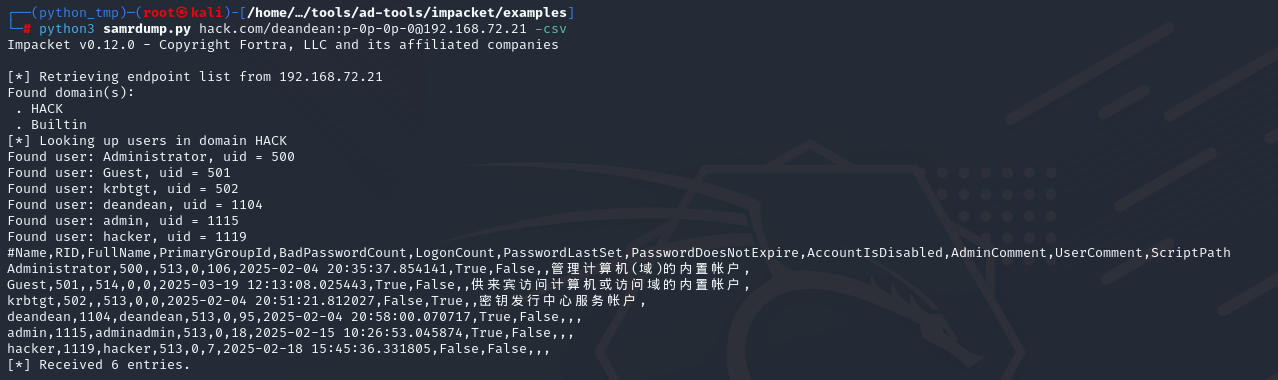 ┌──(python_tmp)─(root㉿kali)-[/home/…/tools/ad-tools/impacket/examples]
└─# python3 samrdump.py hack.com/deandean:p-0p-0p-0@192.168.72.21 -csv
Impacket v0.12.0 - Copyright Fortra, LLC and its affiliated companies
[*] Retrieving endpoint list from 192.168.72.21
Found domain(s):
 . HACK
 . Builtin
[*] Looking up users in domain HACK
Found user: Administrator, uid = 500
Found user: Guest, uid = 501
Found user: krbtgt, uid = 502
Found user: deandean, uid = 1104
Found user: admin, uid = 1115
Found user: hacker, uid = 1119
#Name,RID,FullName,PrimaryGroupId,BadPasswordCount,LogonCount,PasswordLastSet,PasswordDoesNotExpire,AccountIsDisabled,AdminComment,UserComment,ScriptPath
Administrator,500,,513,0,106,2025-02-04 20:35:37.854141,True,False,,管理计算机(域)的内置帐户,
Guest,501,,514,0,0,2025-03-19 12:13:08.025443,True,False,,供来宾访问计算机或访问域的内置帐户,
krbtgt,502,,513,0,0,2025-02-04 20:51:21.812027,False,True,,密钥发行中心服务帐户,
deandean,1104,deandean,513,0,95,2025-02-04 20:58:00.070717,True,False,,,
admin,1115,adminadmin,513,0,18,2025-02-15 10:26:53.045874,True,False,,,
hacker,1119,hacker,513,0,7,2025-02-18 15:45:36.331805,False,False,,,
[*] Received 6 entries.